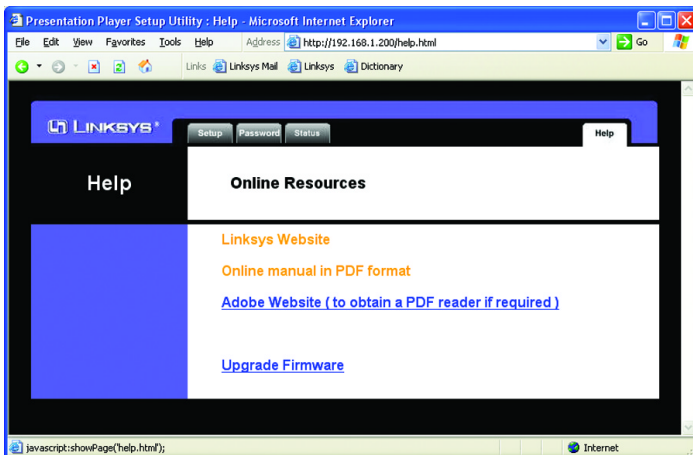 Presentation Player Setup Utility : Help - Microsoft Internet Explorer
File Edit View Favorites Tools Help Address http://192.168.1.200/help.html Go
Links Linksys Mail Linksys Dictionary
LINKSYS® Setup Password Status Help
Help Online Resources
Linksys Website
Online manual in PDF format
Adobe Website ( to obtain a PDF reader if required )
Upgrade Firmware
javascript:showPage('help.html'); Internet